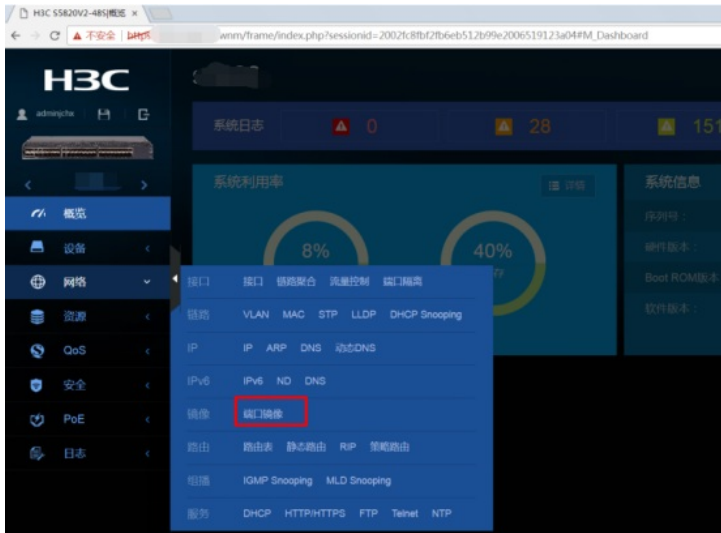 H3C S5820V2-48S|概览
不安全
https
wnm/frame/index.php?sessionid=2002fc8fbf2fb6eb512b99e2006519123a04#M_Dashboard
H3C
adminjchx
系统日志 0 28 151
系统利用率 详情 系统信息
概览 序列号：
设备 8% 40% 硬件版本：
网络 接口 接口 链路聚合 流量控制 端口隔离 Boot ROM版本
资源 链路 VLAN MAC STP LLDP DHCP Snooping 软件版本：
QoS IP IP ARP DNS 动态DNS
安全 IPv6 IPv6 ND DNS
PoE 镜像 端口镜像
日志 路由 路由表 静态路由 RIP 策略路由
组播 IGMP Snooping MLD Snooping
服务 DHCP HTTP/HTTPS FTP Telnet NTP